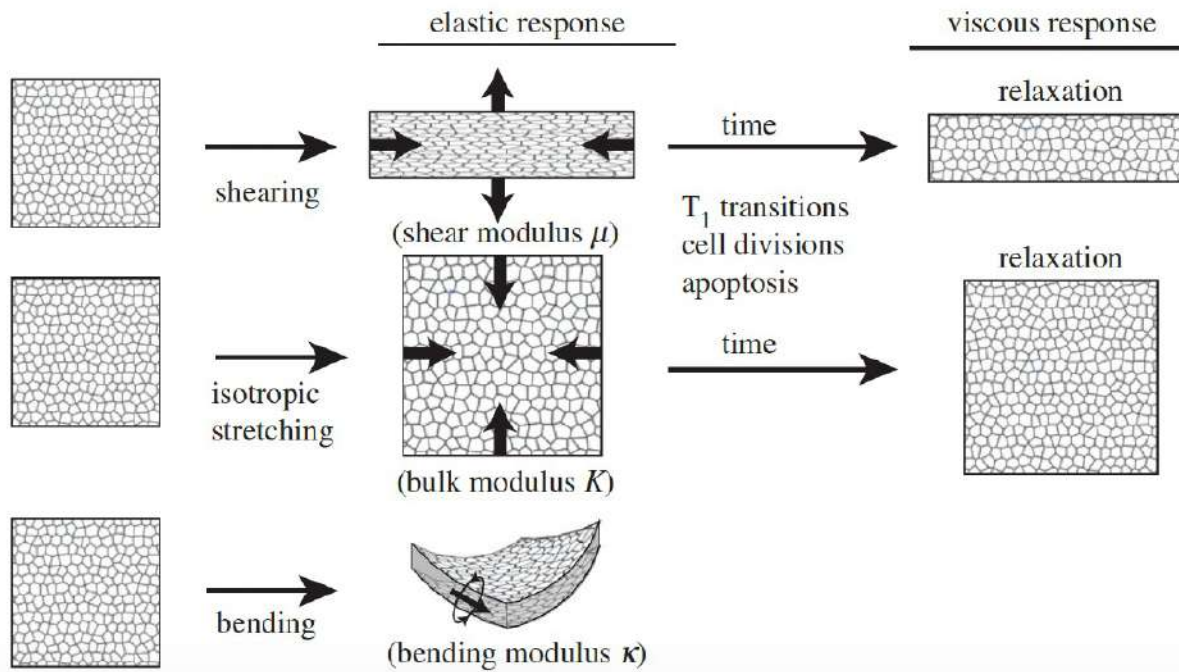 elastic response
viscous response
relaxation
time
shearing
T₁ transitions
(shear modulus μ)
cell divisions
relaxation
apoptosis
time
isotropic
stretching
(bulk modulus K)
bending
(bending modulus κ)